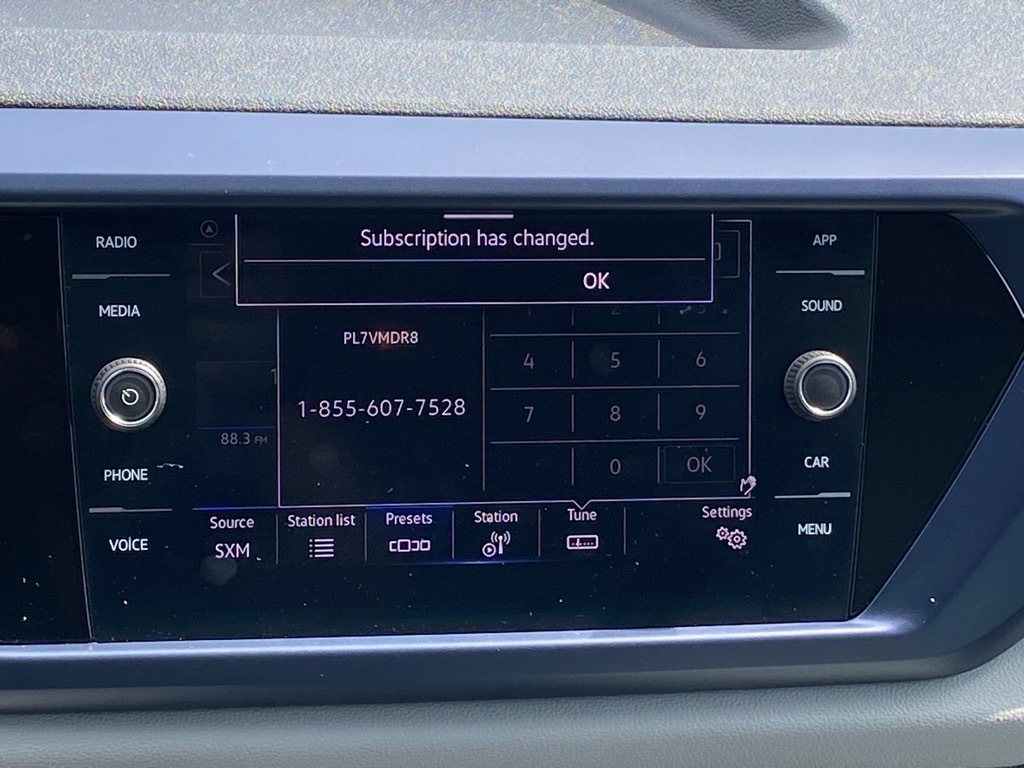 RADIO
MEDIA
PHONE
VOICE
Subscription has changed.
OK
PL7VMDR8
1-855-607-7528
88.3 FM
2
4 5 6
7 8 9
0 OK
Source
SXM
Station list
Presets
Station
Tune
Settings
APP
SOUND
CAR
MENU